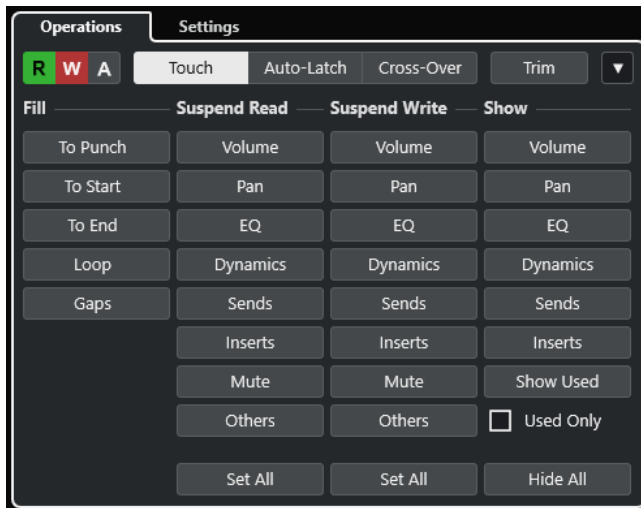 Operations Settings
R W A Touch Auto-Latch Cross-Over Trim
Fill Suspend Read Suspend Write Show
To Punch Volume Volume Volume
To Start Pan Pan Pan
To End EQ EQ EQ
Loop Dynamics Dynamics Dynamics
Gaps Sends Sends Sends
Inserts Inserts Inserts
Mute Mute Show Used
Others Others Used Only
Set All Set All Hide All